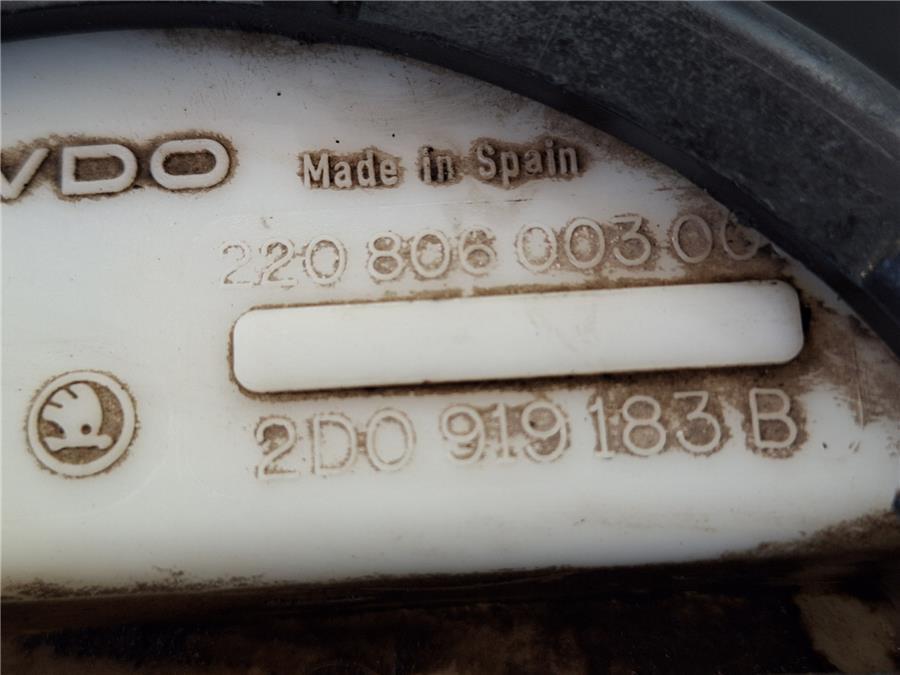 VDO
Made in Spain
220 806 003 00
2D0 919 183 B